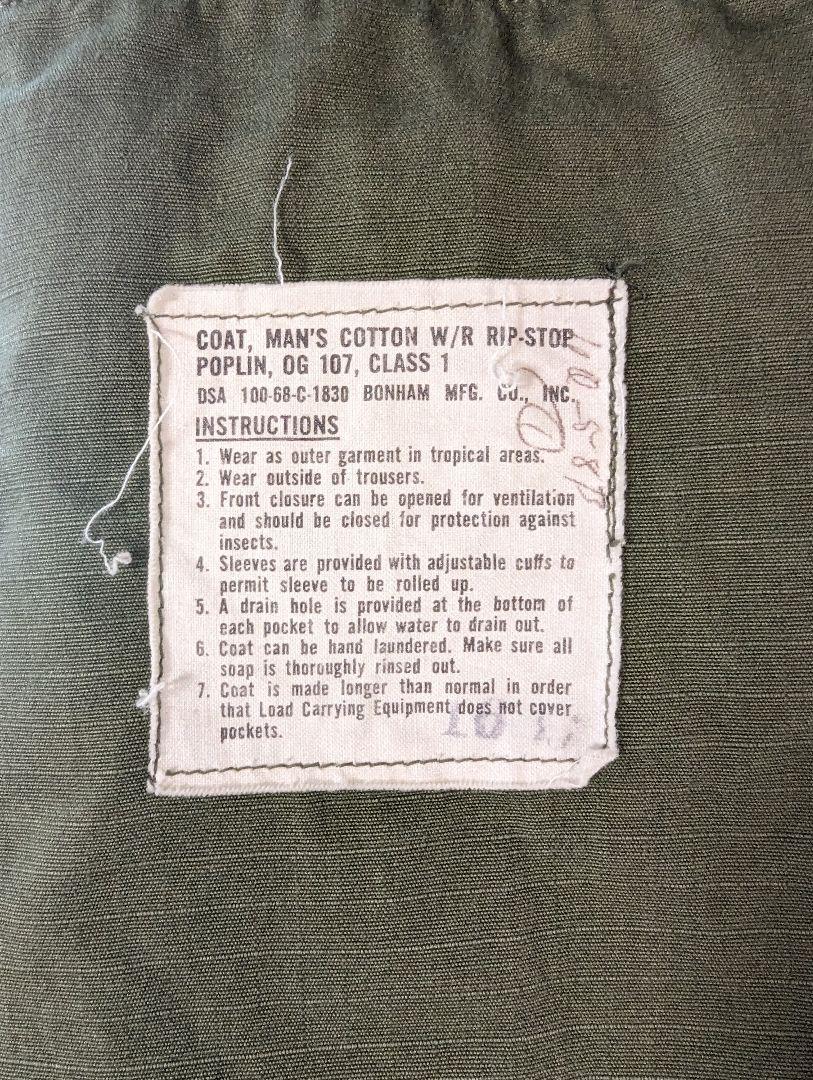 COAT, MAN'S COTTON W/R RIP-STOP
POPLIN, OG 107, CLASS 1
DSA 100-68-C-1830 BONHAM MFG. CO., INC.
INSTRUCTIONS
1. Wear as outer garment in tropical areas.
2. Wear outside of trousers.
3. Front closure can be opened for ventilation
and should be closed for protection against
insects.
4. Sleeves are provided with adjustable cuffs to
permit sleeve to be rolled up.
5. A drain hole is provided at the bottom of
each pocket to allow water to drain out.
6. Coat can be hand laundered. Make sure all
soap is thoroughly rinsed out.
7. Coat is made longer than normal in order
that Load Carrying Equipment does not cover
pockets.